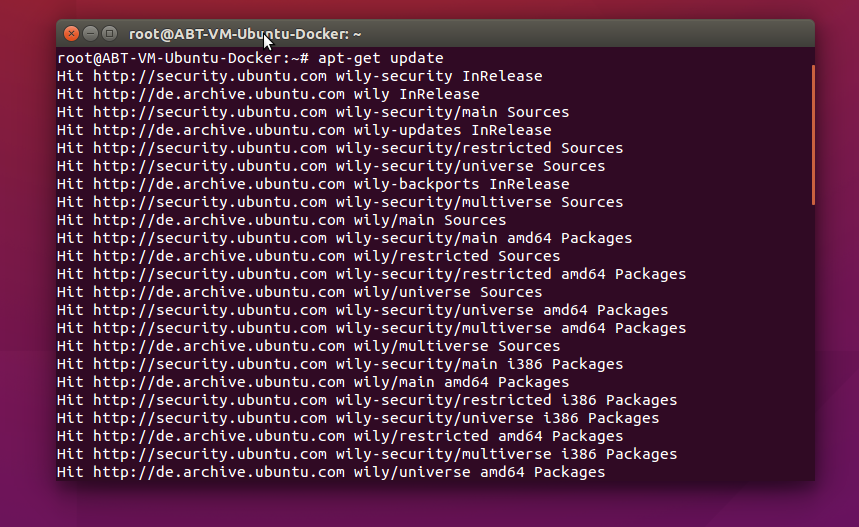 root@ABT-VM-Ubuntu-Docker: ~
root@ABT-VM-Ubuntu-Docker:~# apt-get update
Hit http://security.ubuntu.com wily-security InRelease
Hit http://de.archive.ubuntu.com wily InRelease
Hit http://security.ubuntu.com wily-security/main Sources
Hit http://de.archive.ubuntu.com wily-updates InRelease
Hit http://security.ubuntu.com wily-security/restricted Sources
Hit http://security.ubuntu.com wily-security/universe Sources
Hit http://de.archive.ubuntu.com wily-backports InRelease
Hit http://security.ubuntu.com wily-security/multiverse Sources
Hit http://de.archive.ubuntu.com wily/main Sources
Hit http://security.ubuntu.com wily-security/main amd64 Packages
Hit http://de.archive.ubuntu.com wily/restricted Sources
Hit http://security.ubuntu.com wily-security/restricted amd64 Packages
Hit http://de.archive.ubuntu.com wily/universe Sources
Hit http://security.ubuntu.com wily-security/universe amd64 Packages
Hit http://security.ubuntu.com wily-security/multiverse amd64 Packages
Hit http://de.archive.ubuntu.com wily/multiverse Sources
Hit http://security.ubuntu.com wily-security/main i386 Packages
Hit http://de.archive.ubuntu.com wily/main amd64 Packages
Hit http://security.ubuntu.com wily-security/restricted i386 Packages
Hit http://security.ubuntu.com wily-security/universe i386 Packages
Hit http://de.archive.ubuntu.com wily/restricted amd64 Packages
Hit http://security.ubuntu.com wily-security/multiverse i386 Packages
Hit http://de.archive.ubuntu.com wily/universe amd64 Packages